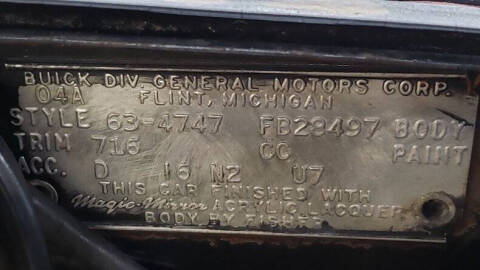 BUICK DIV. GENERAL MOTORS CORP.
04A FLINT, MICHIGAN
STYLE 63-4747 FB23497 BODY
TRIM 716 CC PAINT
ACC. D 16 N2 U7
THIS CAR FINISHED WITH
Magic-Mirror ACRYLIC LACQUER
BODY BY FISHER